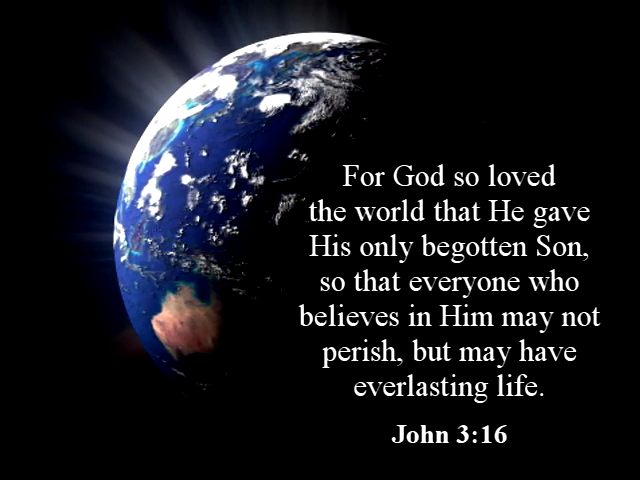 For God so loved
the world that He gave
His only begotten Son,
so that everyone who
believes in Him may not
perish, but may have
everlasting life.
John 3:16